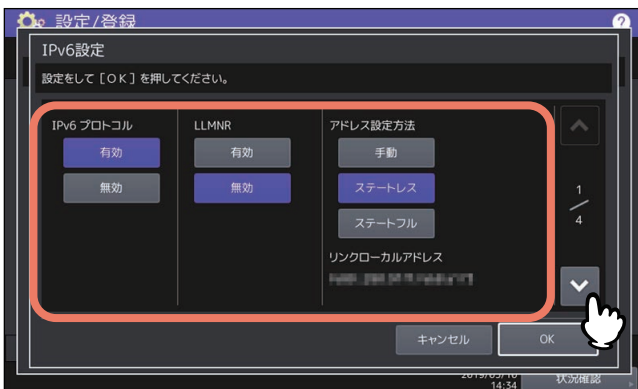 設定/登録
?
IPv6設定
設定をして[OK]を押してください。
IPv6 プロトコル
有効
無効
LLMNR
有効
無効
アドレス設定方法
手動
ステートレス
ステートフル
リンクローカルアドレス
1
/
4
キャンセル
OK
14:34
状況確認